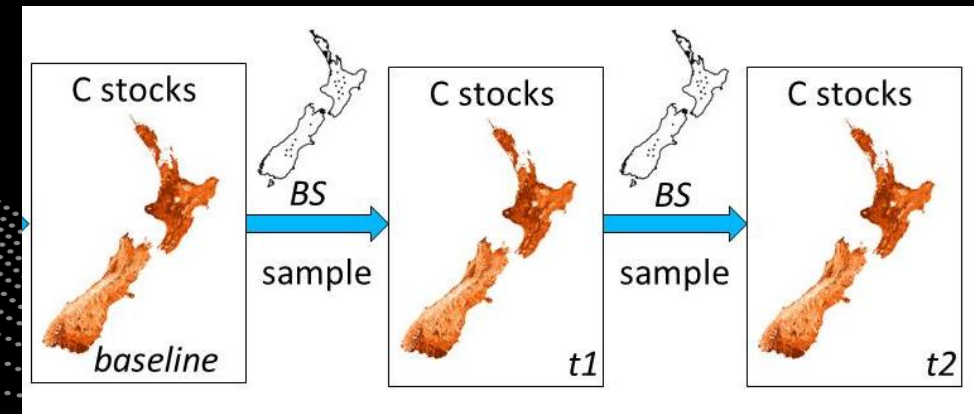 C stocks
baseline
BS
sample
C stocks
t1
BS
sample
C stocks
t2